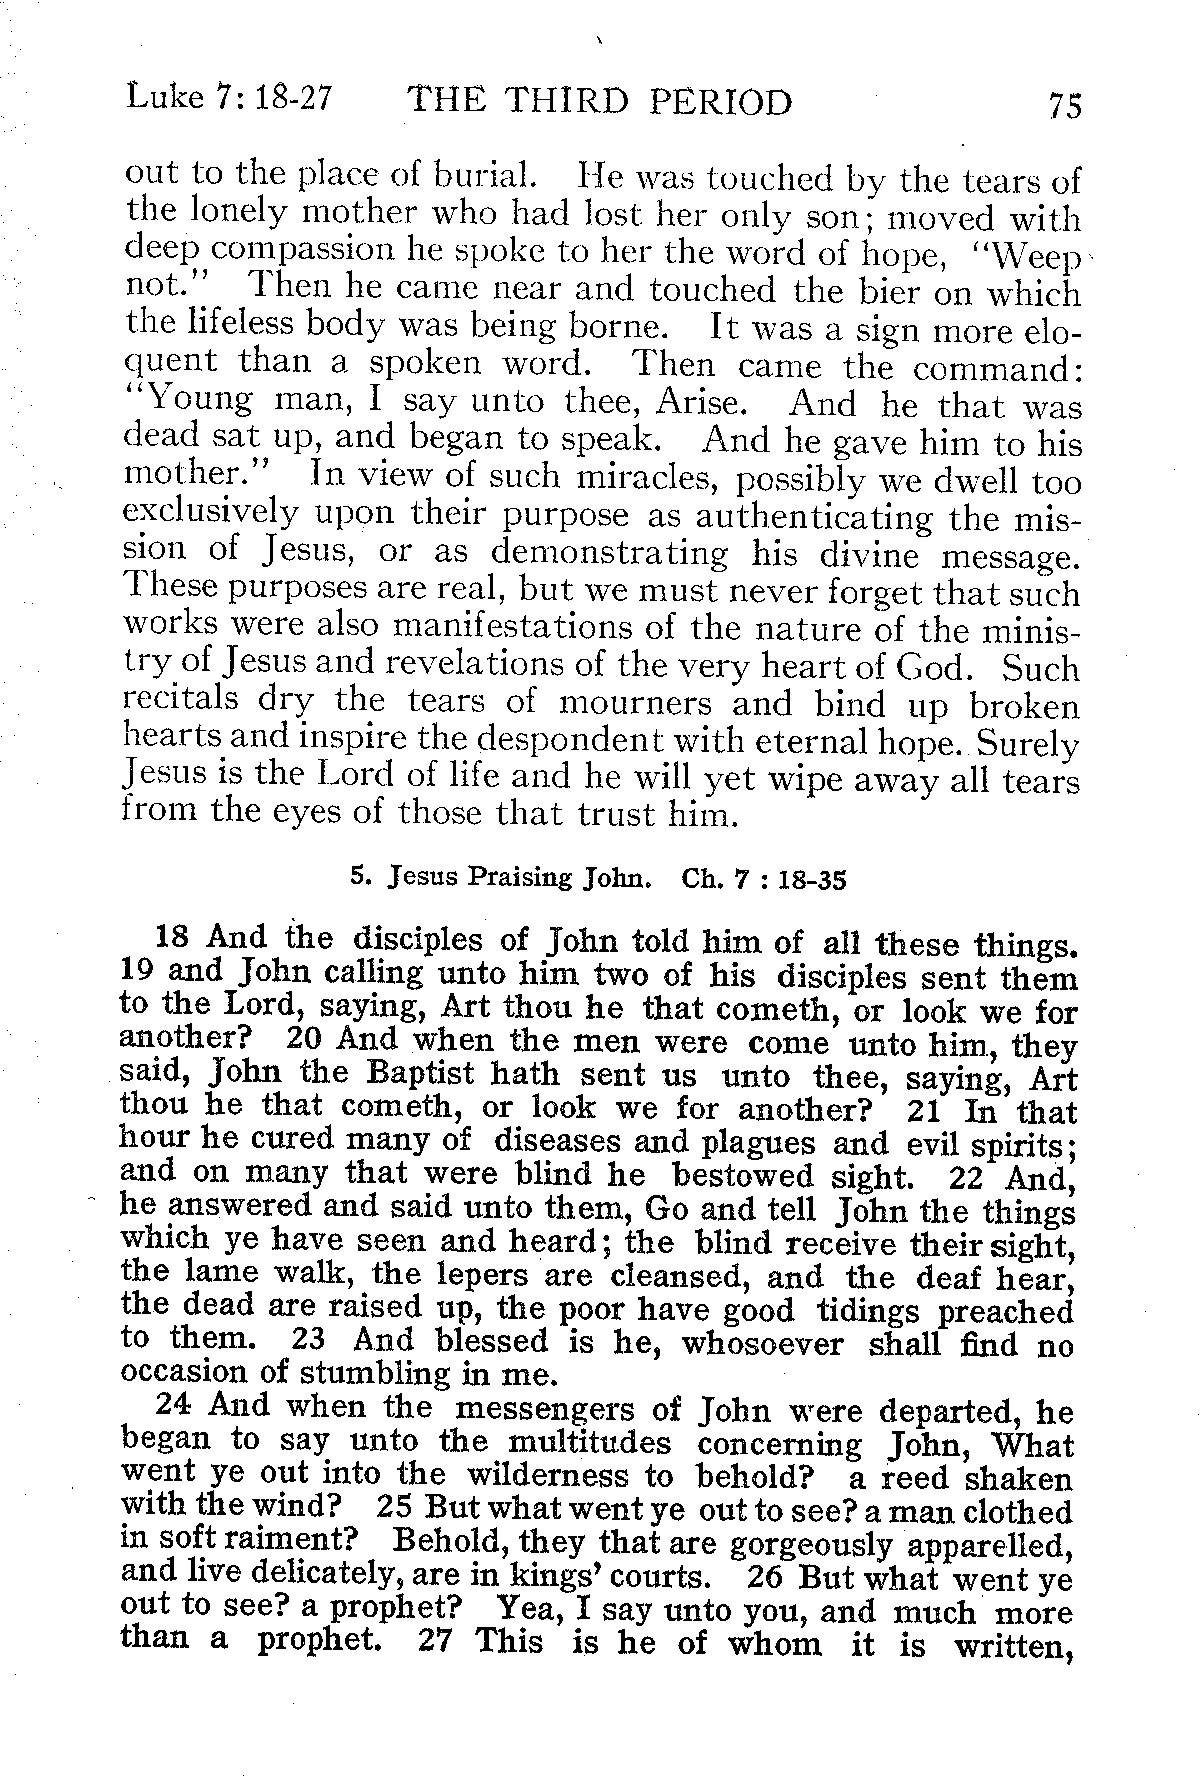 Luke 7: 18-27 THE THIRD PERIOD 75
out to the place of burial. He was touched by the tears of
the lonely mother who had lost her only son; moved with
deep compassion he spoke to her the word of hope, "Weep
not." Then he came near and touched the bier on which
the lifeless body was being borne. It was a sign more elo-
quent than a spoken word. Then came the command:
"Young man, I say unto thee, Arise. And he that was
dead sat up, and began to speak. And he gave him to his
mother." In view of such miracles, possibly we dwell too
exclusively upon their purpose as authenticating the mis-
sion of Jesus, or as demonstrating his divine message.
These purposes are real, but we must never forget that such
works were also manifestations of the nature of the minis-
try of Jesus and revelations of the very heart of God. Such
recitals dry the tears of mourners and bind up broken
hearts and inspire the despondent with eternal hope. Surely
Jesus is the Lord of life and he will yet wipe away all tears
from the eyes of those that trust him.
5. Jesus Praising John. Ch. 7 : 18-35
18 And the disciples of John told him of all these things.
19 and John calling unto him two of his disciples sent them
to the Lord, saying, Art thou he that cometh, or look we for
another? 20 And when the men were come unto him, they
said, John the Baptist hath sent us unto thee, saying, Art
thou he that cometh, or look we for another? 21 In that
hour he cured many of diseases and plagues and evil spirits;
and on many that were blind he bestowed sight. 22 And,
he answered and said unto them, Go and tell John the things
which ye have seen and heard; the blind receive their sight,
the lame walk, the lepers are cleansed, and the deaf hear,
the dead are raised up, the poor have good tidings preached
to them. 23 And blessed is he, whosoever shall find no
occasion of stumbling in me.
24 And when the messengers of John were departed, he
began to say unto the multitudes concerning John, What
went ye out into the wilderness to behold? a reed shaken
with the wind? 25 But what went ye out to see? a man clothed
in soft raiment? Behold, they that are gorgeously apparelled,
and live delicately, are in kings' courts. 26 But what went ye
out to see? a prophet? Yea, I say unto you, and much more
than a prophet. 27 This is he of whom it is written,